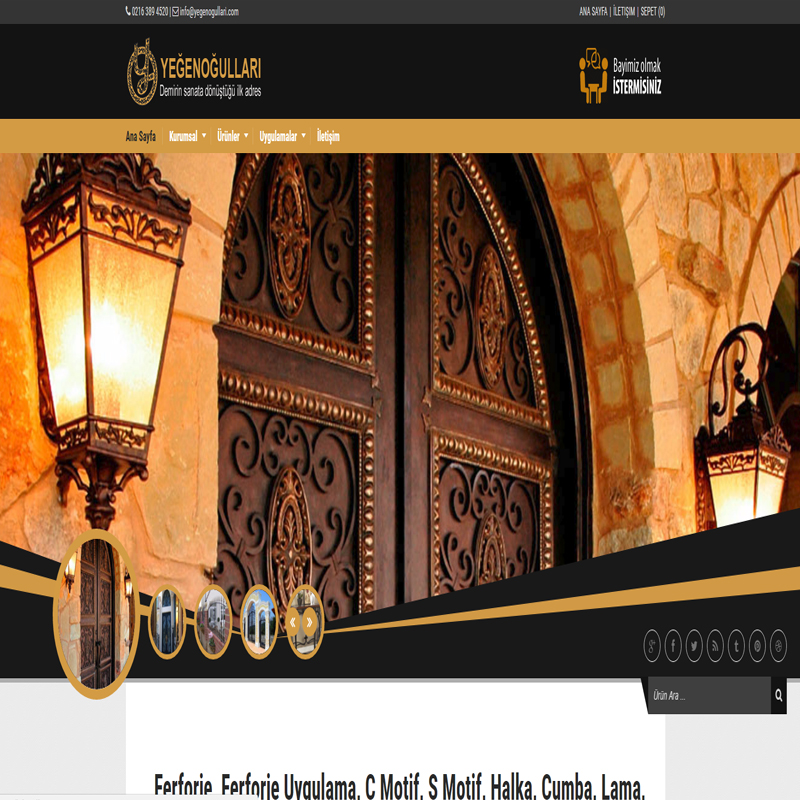 0216 389 4520 | info@yegenogullari.com
ANA SAYFA | İLETİŞİM | SEPET (0)
YEĞENOĞULLARI
Demirin sanata dönüştüğü ilk adres
Bayimiz olmak
İSTERMİSİNİZ
Ana Sayfa Kurumsal Ürünler Uygulamalar İletişim
Ürün Ara ...
Ferforje, Ferforje Uygulama, C Motif, S Motif, Halka, Cumba, Lama,